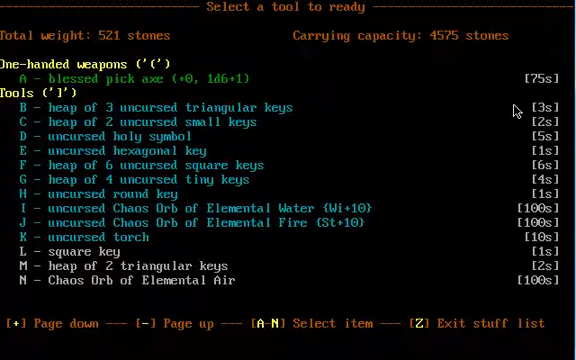 Select a tool to ready
Total weight: 521 stones Carrying capacity: 4575 stones
One-handed weapons ('(')
A - blessed pick axe (+0, 1d6+1) [75s]
Tools (']')
B - heap of 3 uncursed triangular keys [3s]
C - heap of 2 uncursed small keys [2s]
D - uncursed holy symbol [5s]
E - uncursed hexagonal key [1s]
F - heap of 6 uncursed square keys [6s]
G - heap of 4 uncursed tiny keys [4s]
H - uncursed round key [1s]
I - uncursed Chaos Orb of Elemental Water {Wi+10} [100s]
J - uncursed Chaos Orb of Elemental Fire {St+10} [100s]
K - uncursed torch [10s]
L - square key [1s]
M - heap of 2 triangular keys [2s]
N - Chaos Orb of Elemental Air [100s]
[+] Page down --- [-] Page up --- [A-N] Select item --- [Z] Exit stuff list